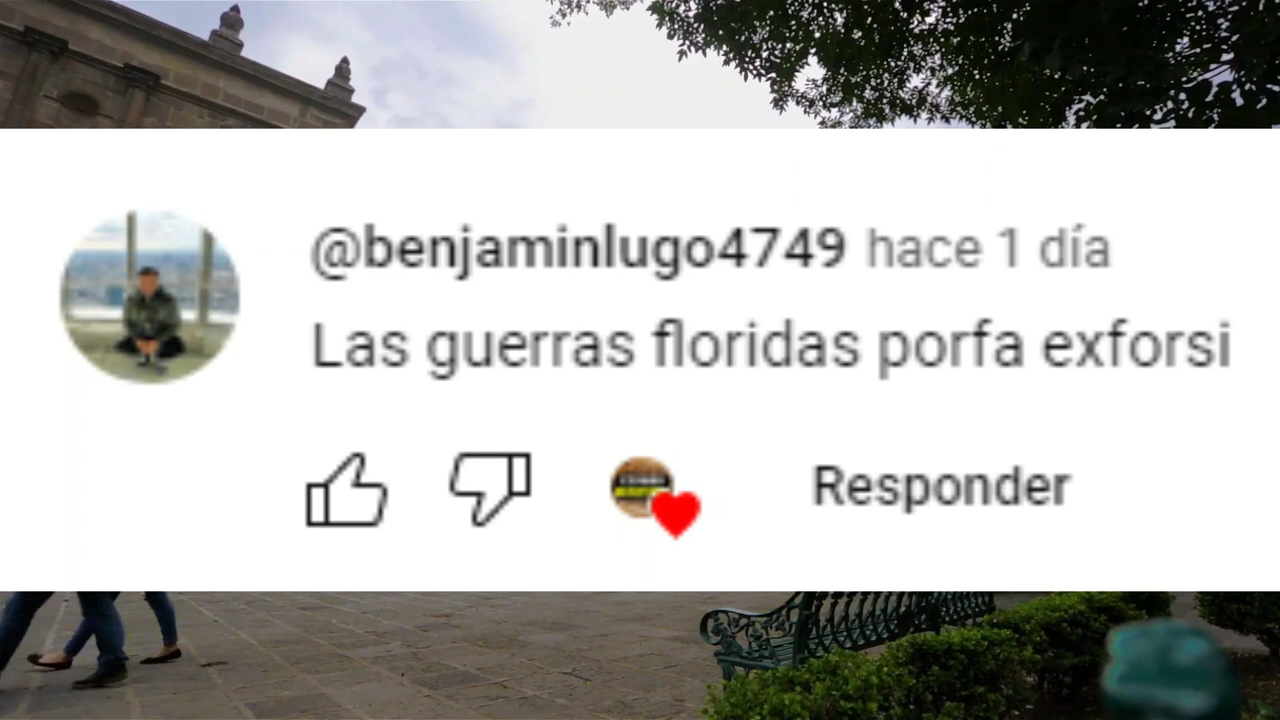 @benjaminlugo4749 hace 1 día
Las guerras floridas porfa exforsi
Responder